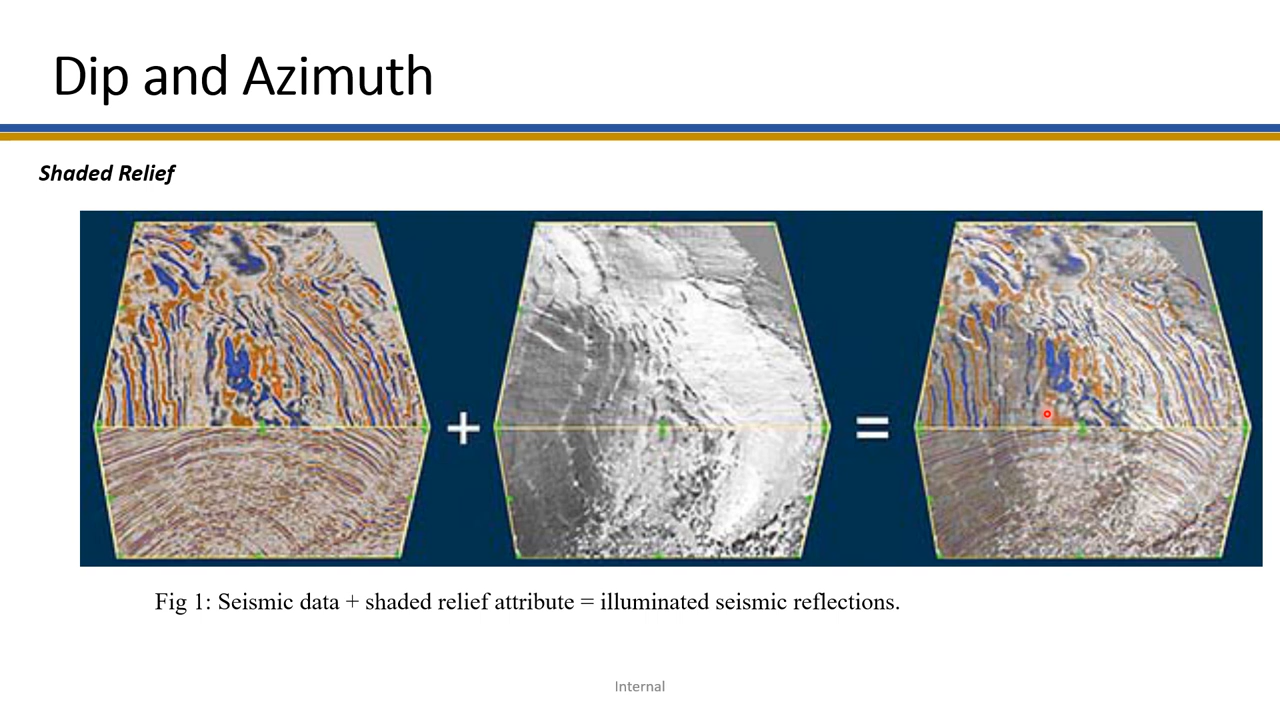 Dip and Azimuth
Shaded Relief
+ =
Fig 1: Seismic data + shaded relief attribute = illuminated seismic reflections.
Internal